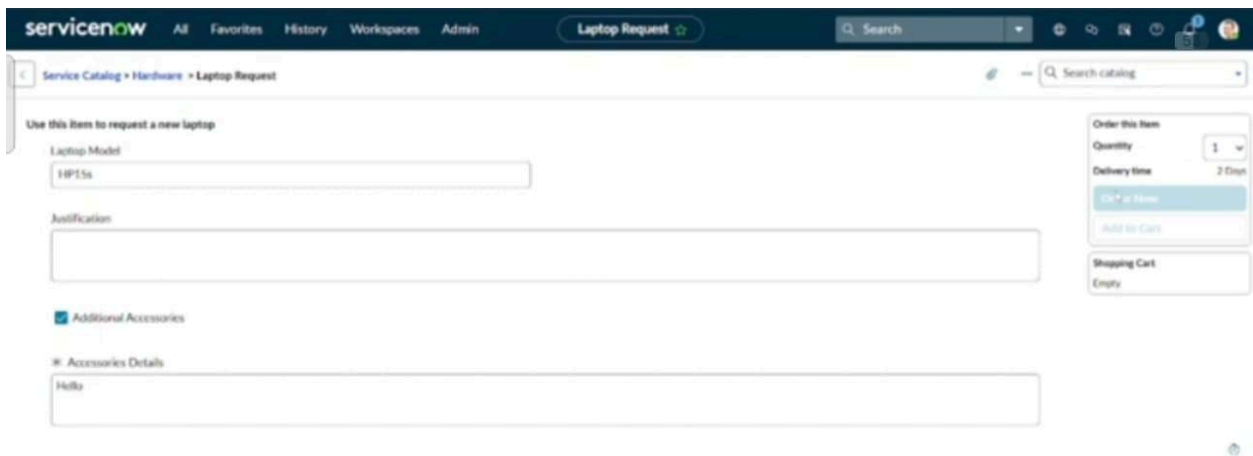 servicenow All Favorites History Workspaces Admin Laptop Request Search
Service Catalog > Hardware > Laptop Request Search catalog
Use this item to request a new laptop
Laptop Model
HP15s
Justification
Additional Accessories
* Accessories Details
Hello
Order this Item
Quantity 1
Delivery time 2 Days
Order Now
Add to Cart
Shopping Cart
Empty